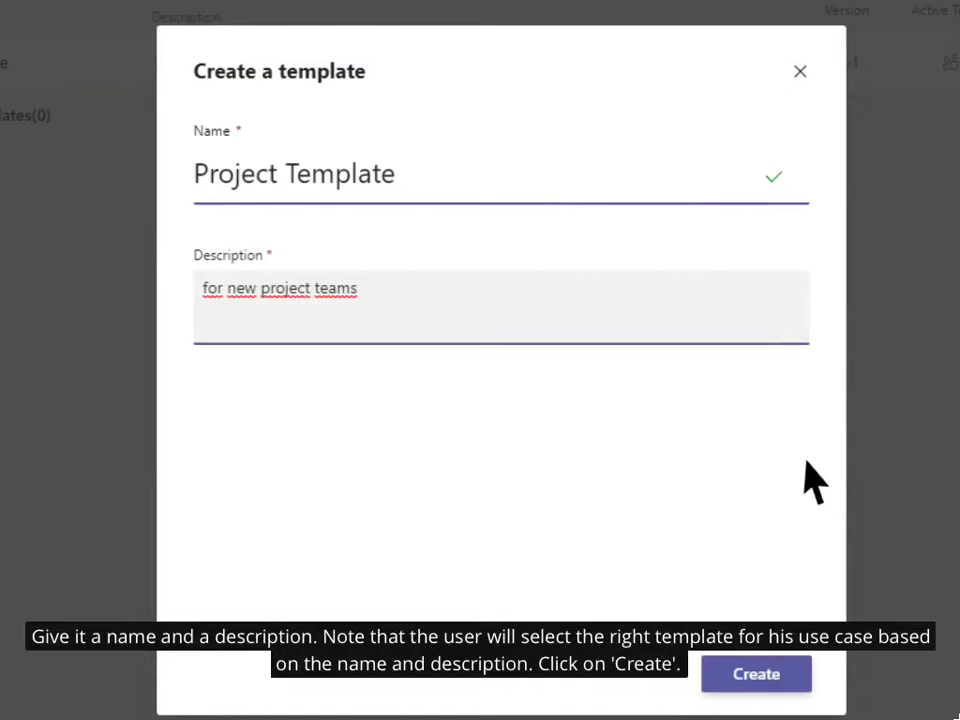 Description
Version
Active T
e
1
lates(0)
Create a template
Name *
Project Template
Description *
for new project teams
Give it a name and a description. Note that the user will select the right template for his use case based
on the name and description. Click on 'Create'.
Create